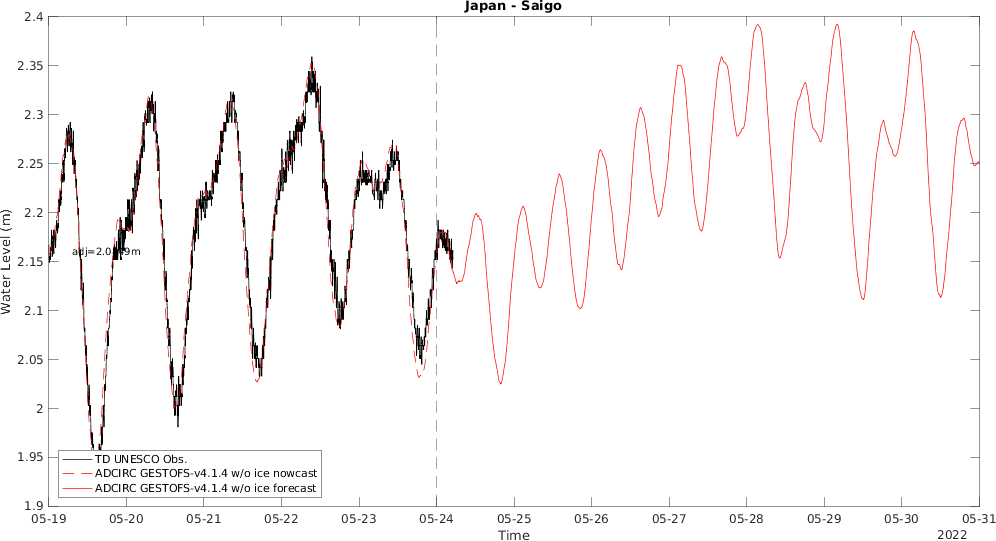 Japan - Saigo
2.4
2.35
2.3
2.25
2.2
2.15
2.1
2.05
2
1.95
1.9
Water Level (m)
TD UNESCO Obs.
ADCIRC GESTOFS-v4.1.4 w/o ice nowcast
ADCIRC GESTOFS-v4.1.4 w/o ice forecast
05-19 05-20 05-21 05-22 05-23 05-24 05-25 05-26 05-27 05-28 05-29 05-30 05-31
Time
2022